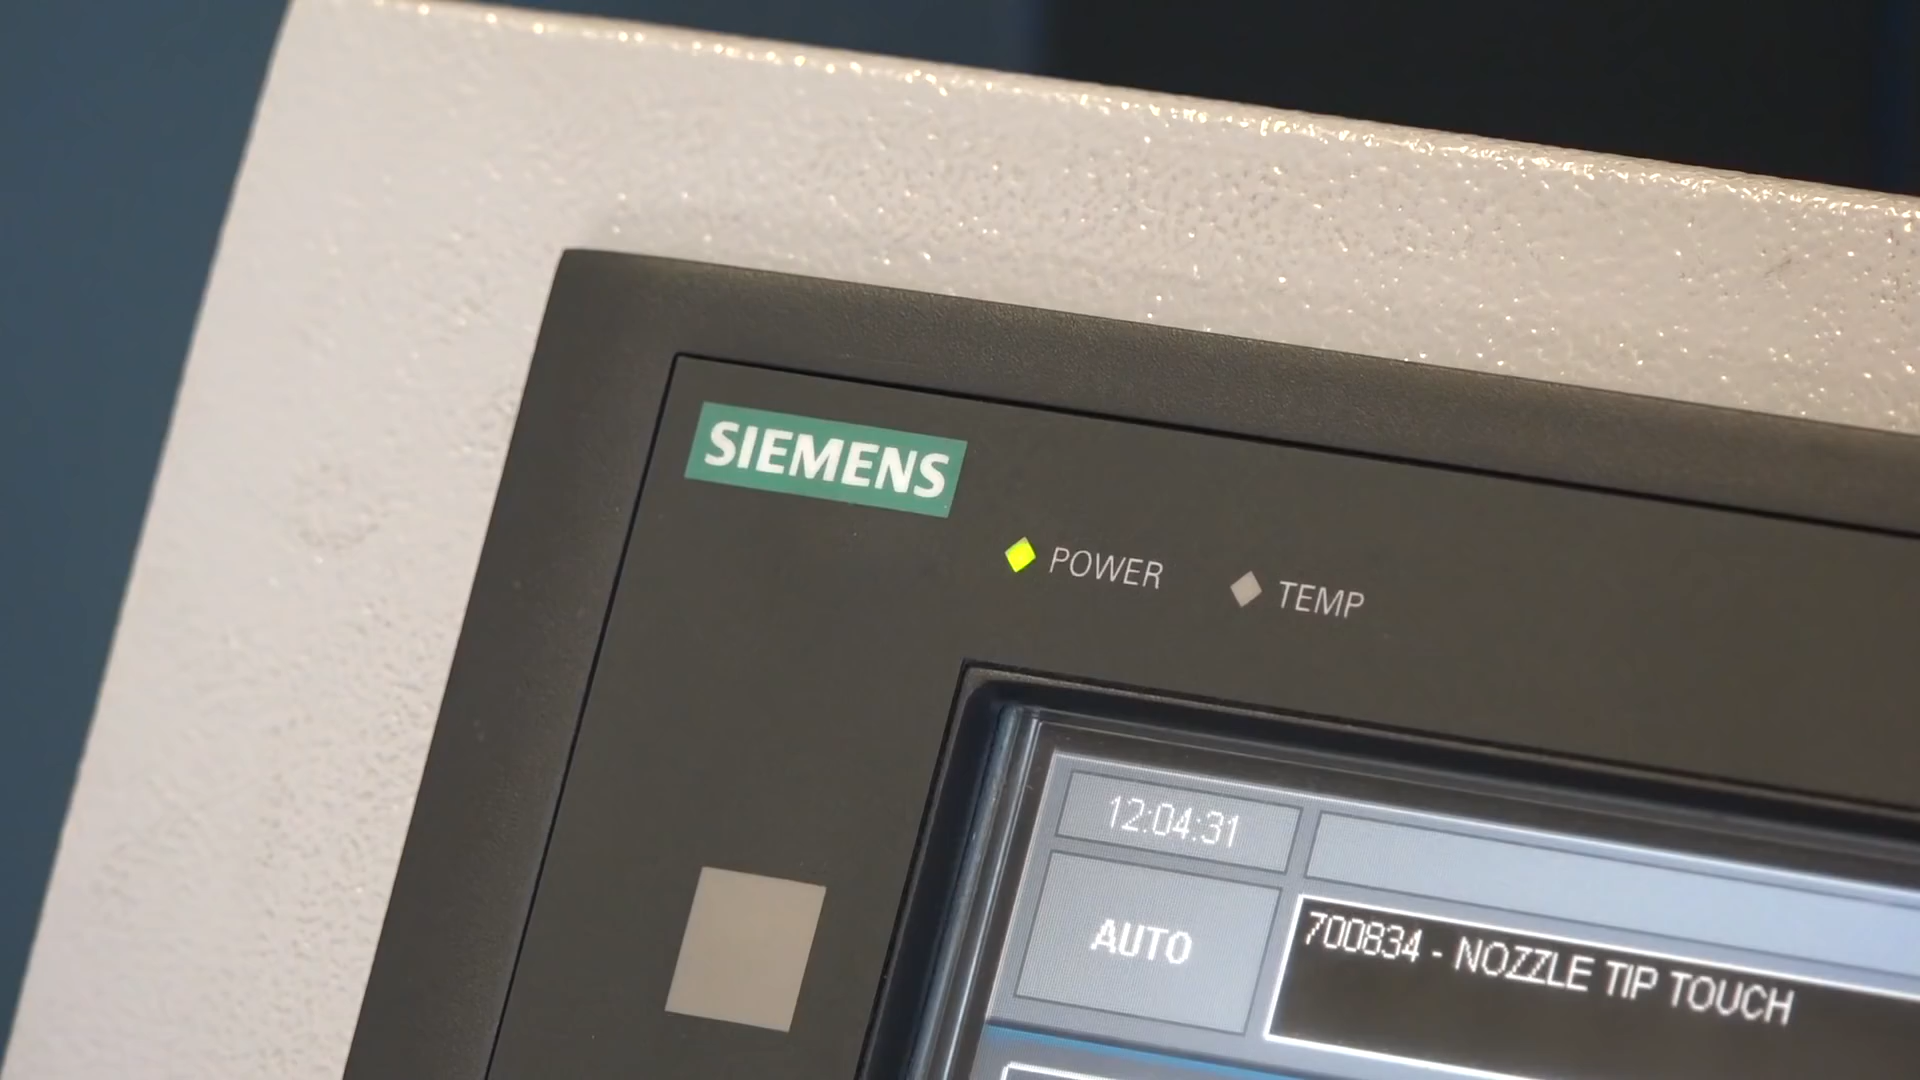 SIEMENS
POWER
TEMP
12:04:31
AUTO
700834 - NOZZLE TIP TOUCH